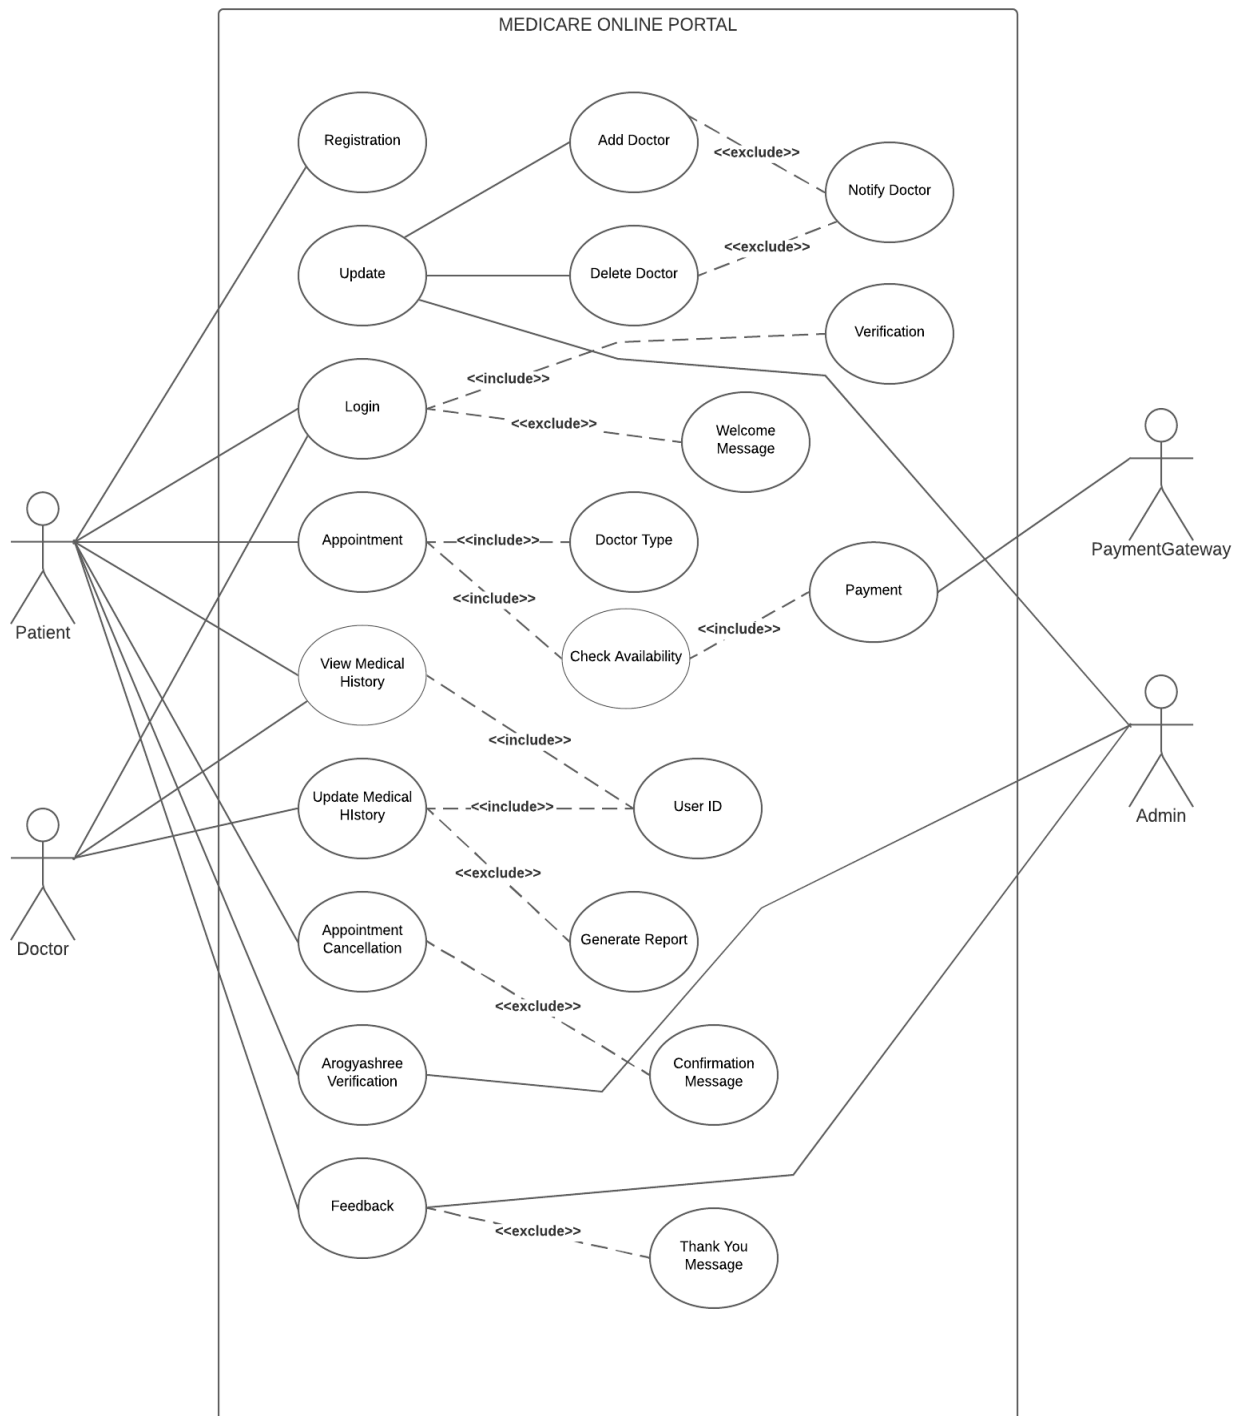 MEDICARE ONLINE PORTAL
Registration
Add Doctor
<<exclude>>
Notify Doctor
Update
Delete Doctor
<<exclude>>
Verification
Login
<<include>>
<<exclude>>
Welcome
Message
Appointment
<<include>>
Doctor Type
<<include>>
Check Availability
<<include>>
Payment
PaymentGateway
Patient
View Medical
History
<<include>>
Update Medical
HIstory
<<include>>
User ID
Admin
<<exclude>>
Generate Report
Doctor
Appointment
Cancellation
<<exclude>>
Confirmation
Message
Arogyashree
Verification
Feedback
<<exclude>>
Thank You
Message